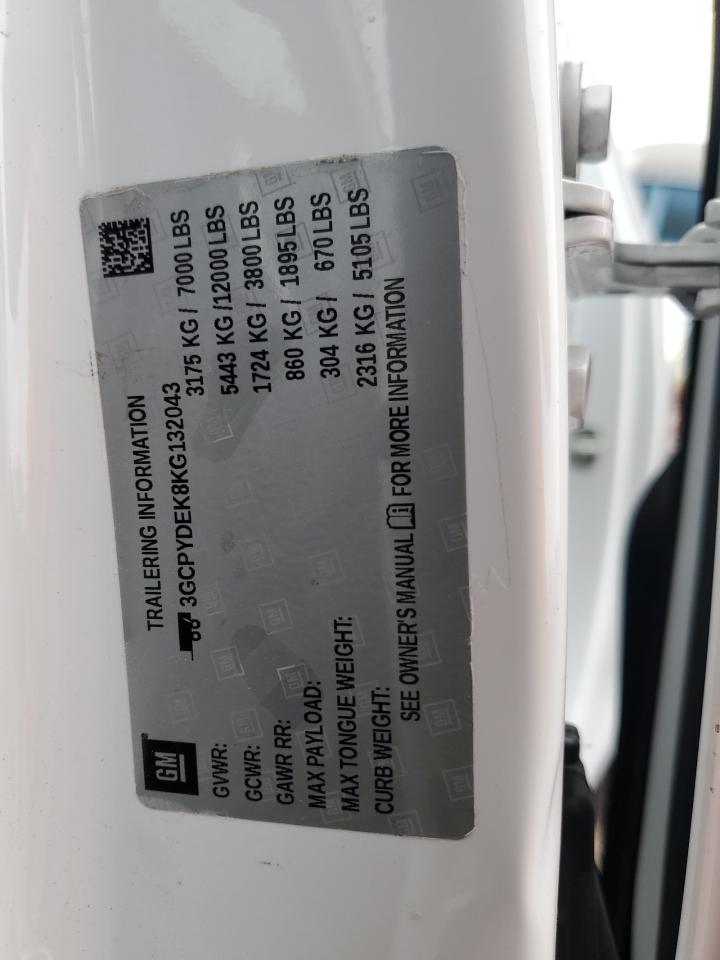 GM
TRAILERING INFORMATION
3GCPYDEK8KG132043
GVWR: 3175 KG / 7000 LBS
GCWR: 5443 KG /12000 LBS
GAWR RR: 1724 KG / 3800 LBS
MAX PAYLOAD: 860 KG / 1895 LBS
MAX TONGUE WEIGHT: 304 KG / 670 LBS
CURB WEIGHT: 2316 KG / 5105 LBS
SEE OWNER'S MANUAL FOR MORE INFORMATION